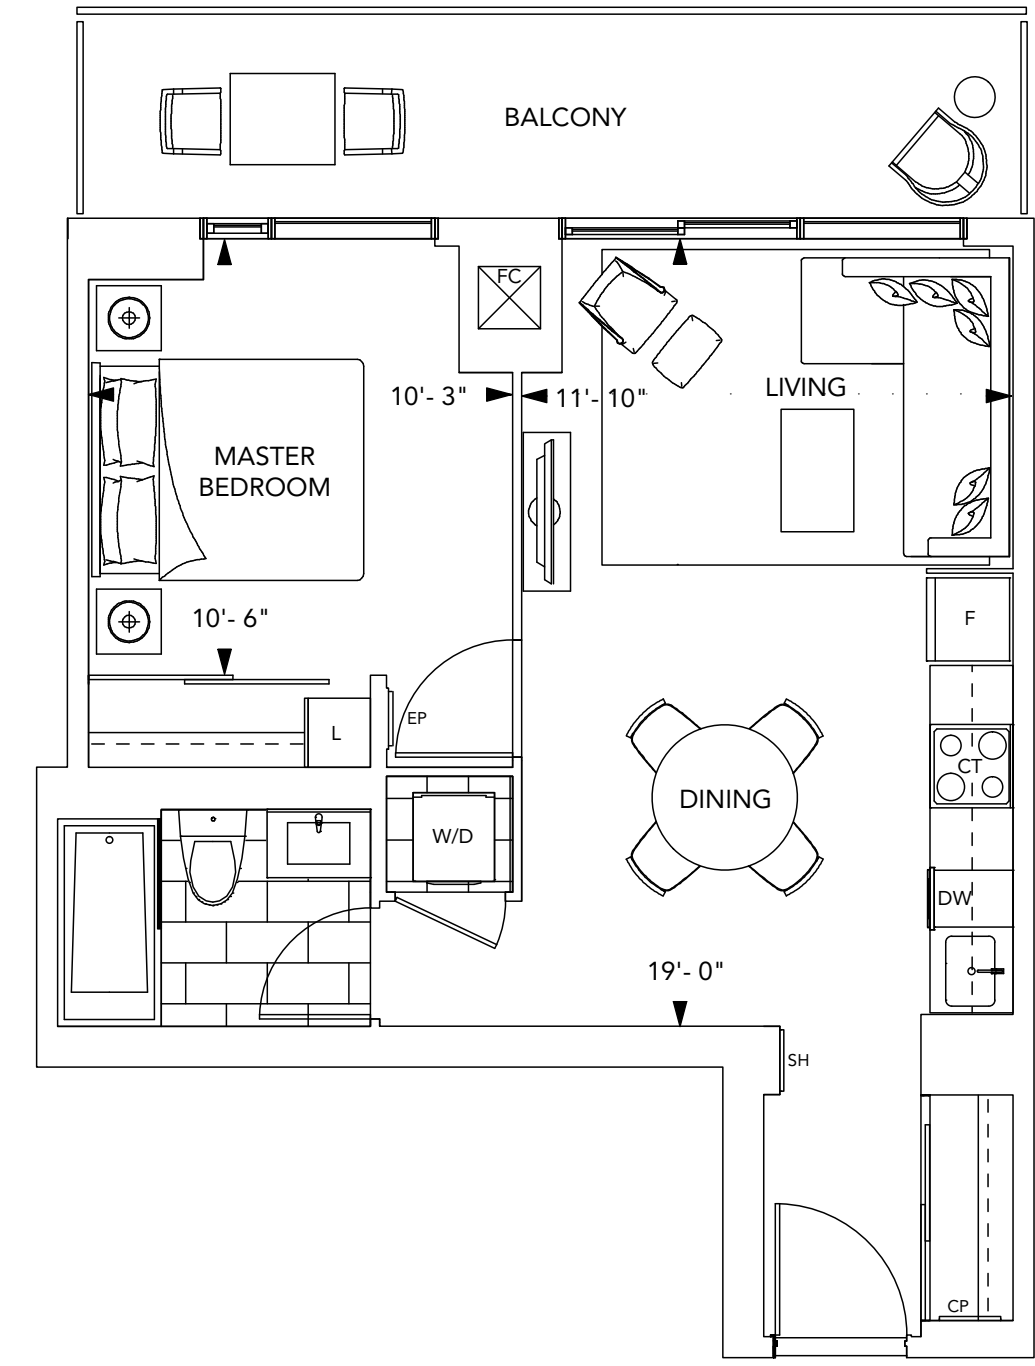 BALCONY
FC
10'- 3"
11'- 10"
LIVING
MASTER
BEDROOM
10'- 6"
F
EP
L
CT
DINING
W/D
DW
19'- 0"
SH
CP